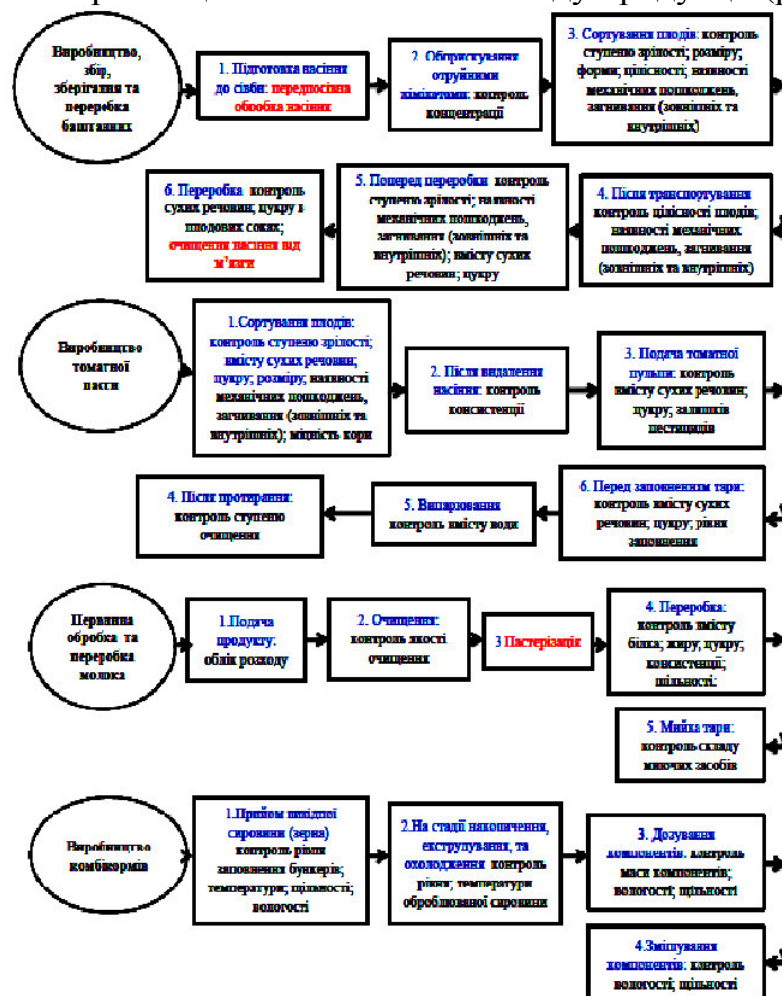 Виробництво,
збір,
зберігання та
переробка
баштанних
1. Підготовка насіння
до сівби: передпосівна
обробка насіння
2. Обприскування
отруйними
хімікатами: контроль
концентрації
3. Сортування плодів: контроль
ступеню зрілості; розміру;
форми; цілісності; наявності
механічних пошкоджень,
загнивання (зовнішніх та
внутрішніх)
6. Переробка контроль
сухих речовин; цукру в
плодових соках;
очищення насіння від
м’язги
5. Поперед переробки контроль
ступеню зрілості; наявності
механічних пошкоджень,
загнивання (зовнішніх та
внутрішніх); вмісту сухих
речовин; цукру
4. Після транспортування
контроль цілісності плодів;
наявності механічних
пошкоджень, загнивання
(зовнішніх та внутрішніх)
Виробництво
томатної
пасти
1.Сортування плодів:
контроль ступеню зрілості;
вмісту сухих речовин;
цукру; розміру; наявності
механічних пошкоджень,
загнивання (зовнішніх та
внутрішніх); міцність кори
2. Після видалення
насіння: контроль
консистенції
3. Подача томатної
пульпи: контроль
вмісту сухих речовин;
цукру; залишків
пестицидів
4. Після протирання:
контроль ступеню
очищення
5. Випарювання
контроль вмісту води
6. Перед заповненням тари:
контроль вмісту сухих
речовин; цукру; рівня
заповнення
Первинна
обробка та
переробка
молока
1.Подача
продукту:
облік розходу
2. Очищення:
контроль якості
очищення
3 Пастерізація
4. Переробка:
контроль вмісту
білка; жиру; цукру;
консистенції;
щільності:
5. Мийка тари:
контроль складу
миючих засобів
Виробництво
комбікормів
1.Прийом вихідної
сировини (зерна)
контроль рівня
заповнення бункерів;
температури; щільності;
вологості
2.На стадії накопичення,
екструдування, та
охолодження контроль
рівня; температури
оброблюваної сировини
3. Дозування
компонентів: контроль
маси компонентів;
вологості; щільності
4.Змішування
компонентів: контроль
вологості; щільності